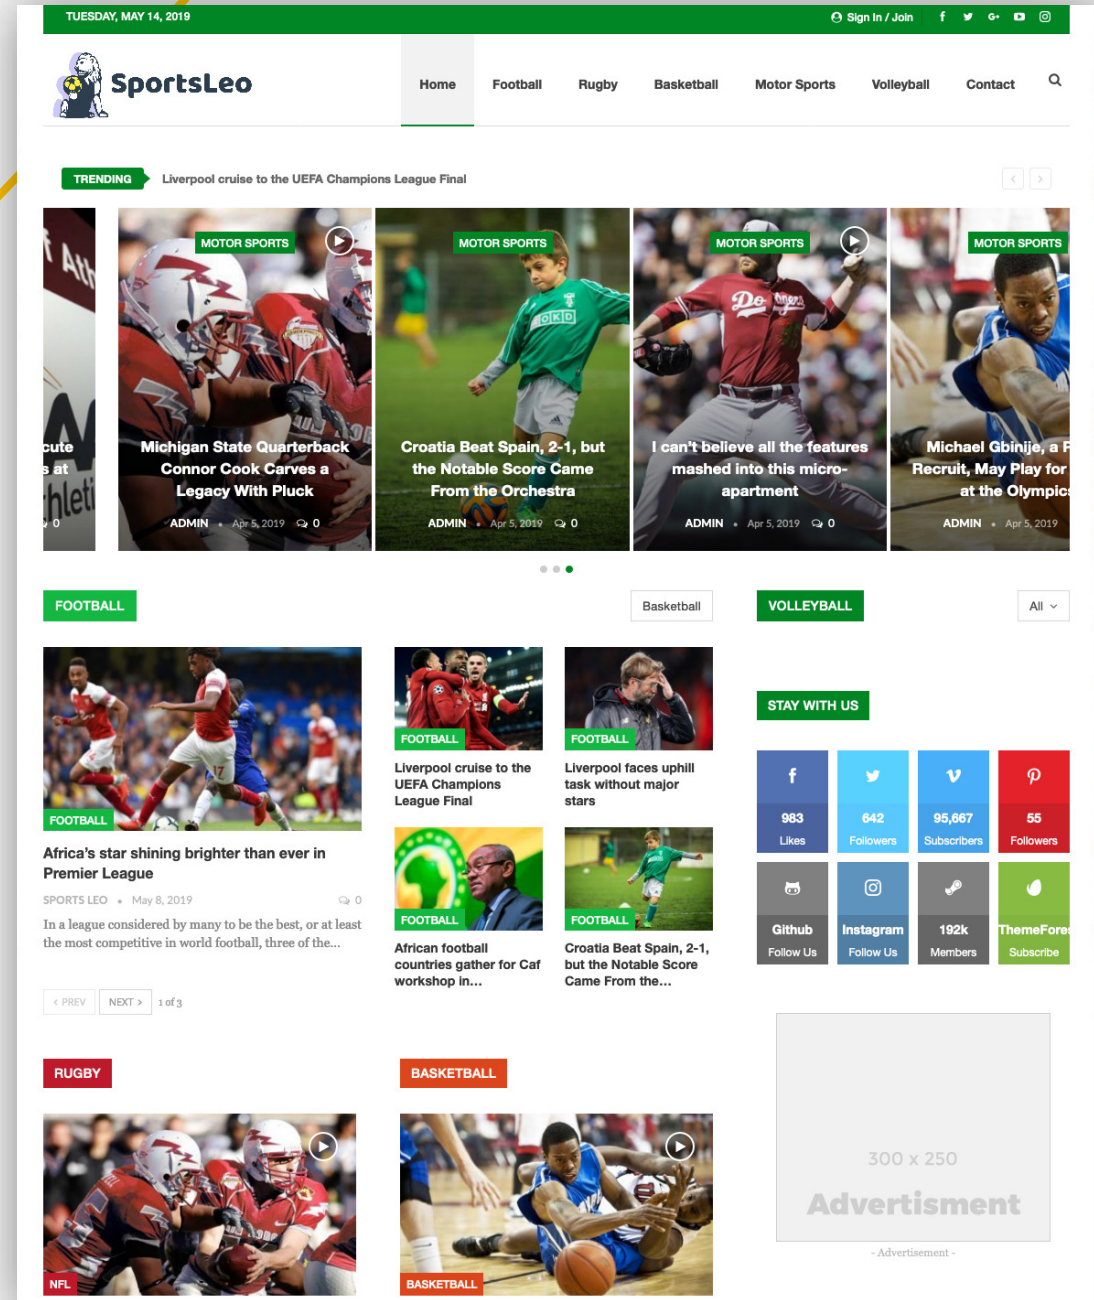 TUESDAY, MAY 14, 2019
Sign In / Join
SportsLeo
Home
Football
Rugby
Basketball
Motor Sports
Volleyball
Contact
TRENDING
Liverpool cruise to the UEFA Champions League Final
f Ath
hleti
cute
s at
0
MOTOR SPORTS
Michigan State Quarterback
Connor Cook Carves a
Legacy With Pluck
ADMIN Apr 5, 2019 0
MOTOR SPORTS
OKD
Croatia Beat Spain, 2-1, but
the Notable Score Came
From the Orchestra
ADMIN Apr 5, 2019 0
MOTOR SPORTS
Dodgers
I can't believe all the features
mashed into this micro-
apartment
ADMIN Apr 5, 2019 0
MOTOR SPORTS
Michael Gbinije, a P
Recruit, May Play for
at the Olympics
ADMIN Apr 5, 2019
FOOTBALL
Basketball
17
FOOTBALL
Africa's star shining brighter than ever in
Premier League
SPORTS LEO May 8, 2019 0
In a league considered by many to be the best, or at least
the most competitive in world football, three of the...
FOOTBALL
Liverpool cruise to the
UEFA Champions
League Final
FOOTBALL
Liverpool faces uphill
task without major
stars
FOOTBALL
African football
countries gather for Caf
workshop in...
FOOTBALL
Croatia Beat Spain, 2-1,
but the Notable Score
Came From the...
< PREV
NEXT >
1 of 3
VOLLEYBALL
All
STAY WITH US
983
Likes
642
Followers
95,667
Subscribers
55
Followers
Github
Follow Us
Instagram
Follow Us
192k
Members
ThemeFores
Subscribe
300 x 250
Advertisment
- Advertisement -
RUGBY
NFL
BASKETBALL
BASKETBALL